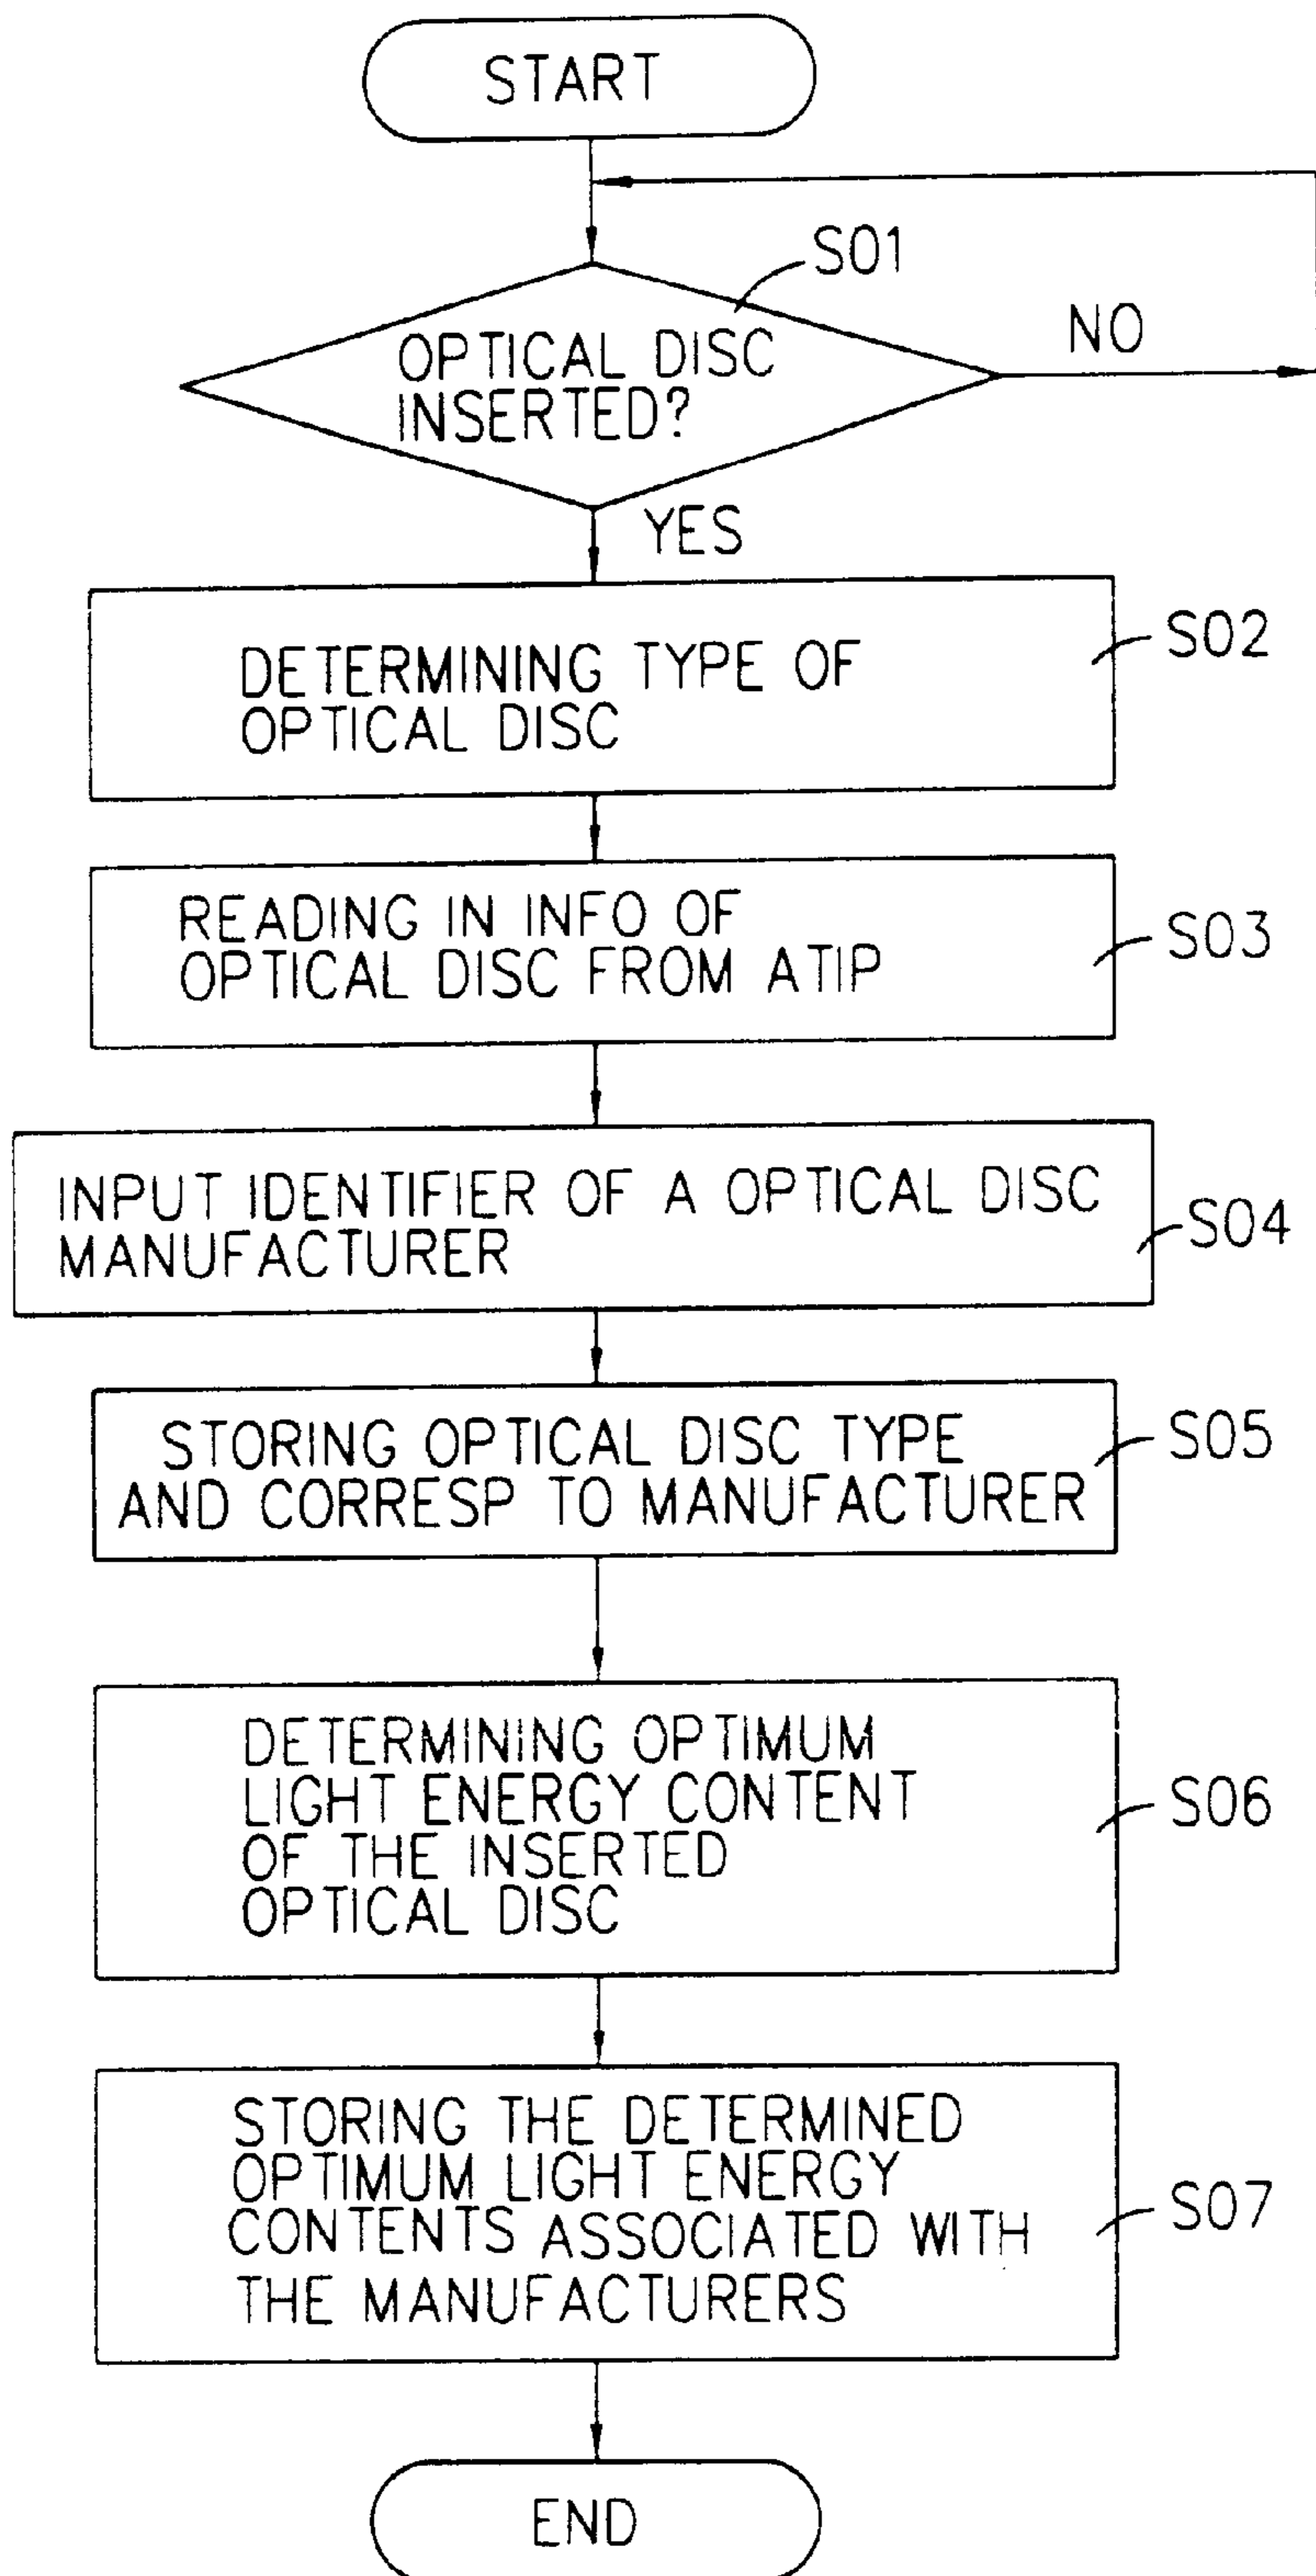 START
S01
OPTICAL DISC
INSERTED?
NO
YES
DETERMINING TYPE OF
OPTICAL DISC
S02
READING IN INFO OF
OPTICAL DISC FROM ATIP
S03
INPUT IDENTIFIER OF A OPTICAL DISC
MANUFACTURER
S04
STORING OPTICAL DISC TYPE
AND CORRESP TO MANUFACTURER
S05
DETERMINING OPTIMUM
LIGHT ENERGY CONTENT
OF THE INSERTED
OPTICAL DISC
S06
STORING THE DETERMINED
OPTIMUM LIGHT ENERGY
CONTENTS ASSOCIATED WITH
THE MANUFACTURERS
S07
END